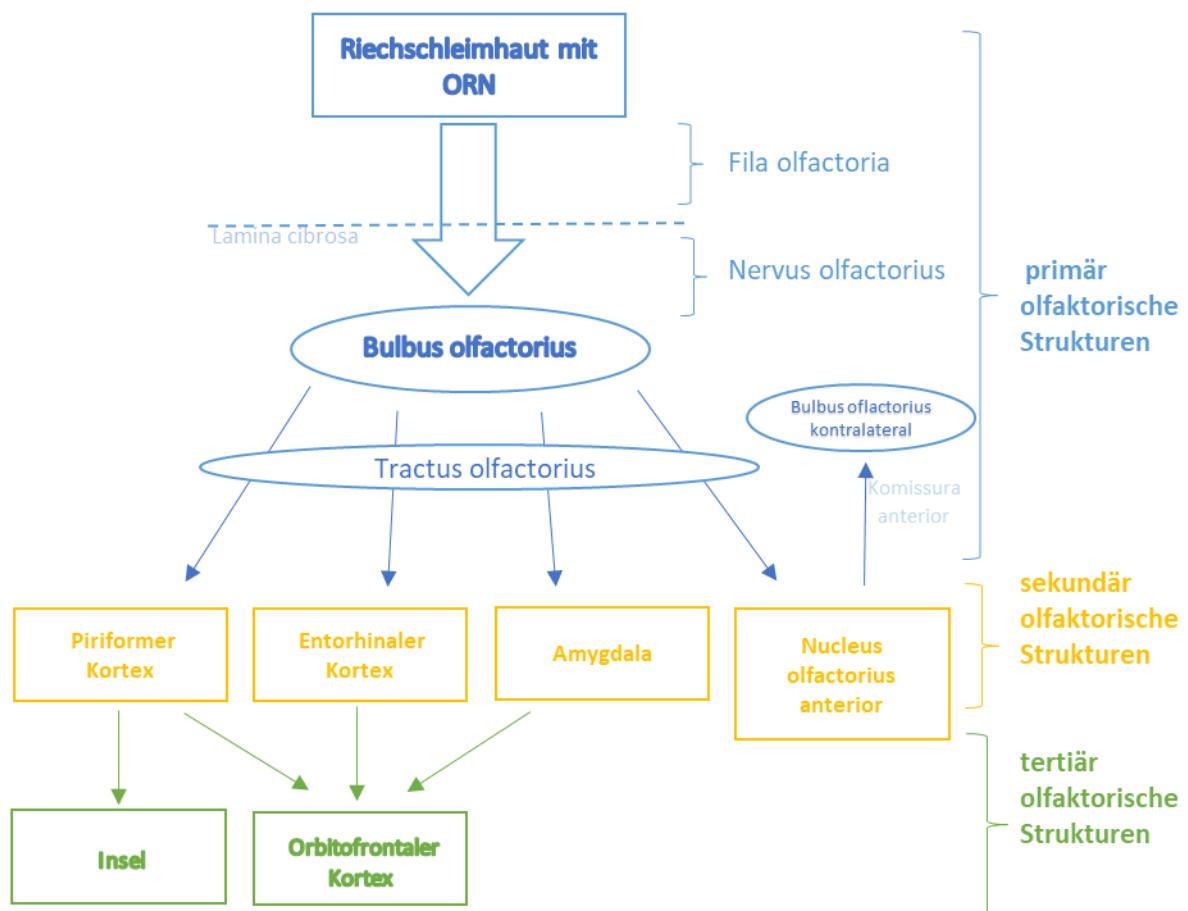 Riechschleimhaut mit
ORN
Fila olfactoria
Lamina cibrosa
Nervus olfactorius
primär
olfaktorische
Strukturen
Bulbus olfactorius
Bulbus oflactorius
kontralateral
Tractus olfactorius
Komissura
anterior
sekundär
olfaktorische
Strukturen
Piriformer
Kortex
Entorhinaler
Kortex
Amygdala
Nucleus
olfactorius
anterior
tertiär
olfaktorische
Strukturen
Insel
Orbitofrontaler
Kortex